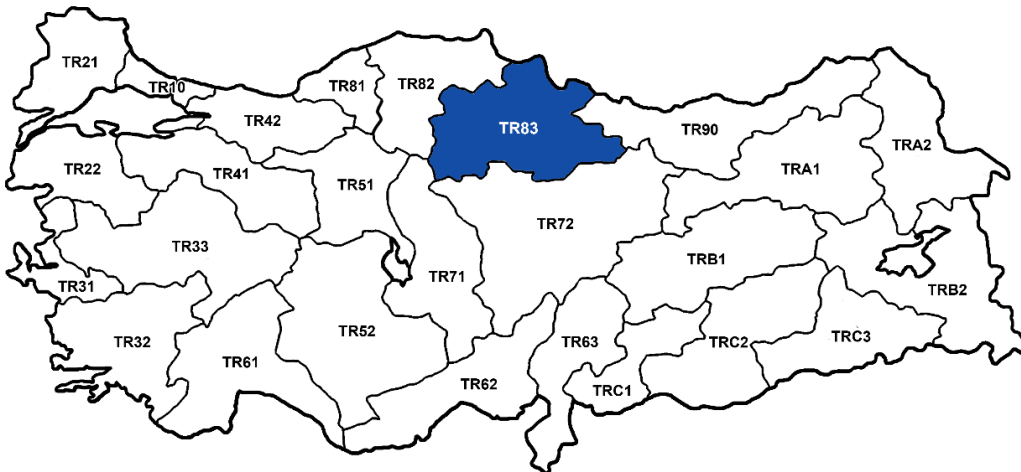 TR21
TR10
TR81
TR82
TR42
TR83
TR90
TRA2
TR22
TR41
TR51
TRA1
TR72
TR33
TRB1
TR31
TR71
TRB2
TR32
TR52
TR63
TRC2
TRC3
TR61
TR62
TRC1